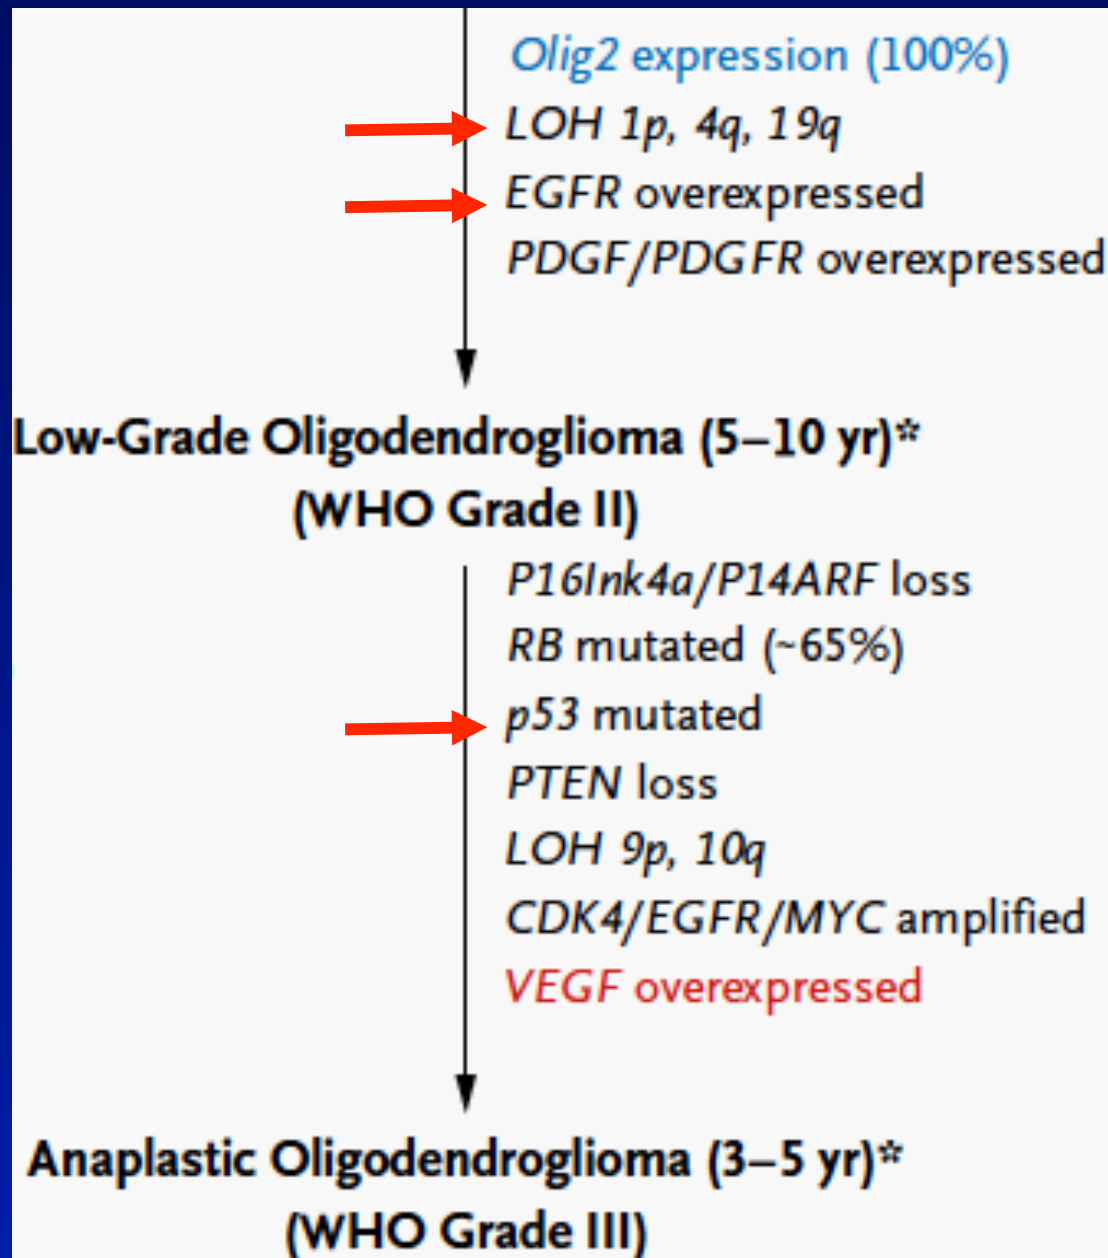 Olig2 expression (100%)
LOH 1p, 4q, 19q
EGFR overexpressed
PDGF/PDGFR overexpressed
Low-Grade Oligodendroglioma (5–10 yr)*
(WHO Grade II)
P16Ink4a/P14ARF loss
RB mutated (~65%)
p53 mutated
PTEN loss
LOH 9p, 10q
CDK4/EGFR/MYC amplified
VEGF overexpressed
Anaplastic Oligodendroglioma (3–5 yr)*
(WHO Grade III)